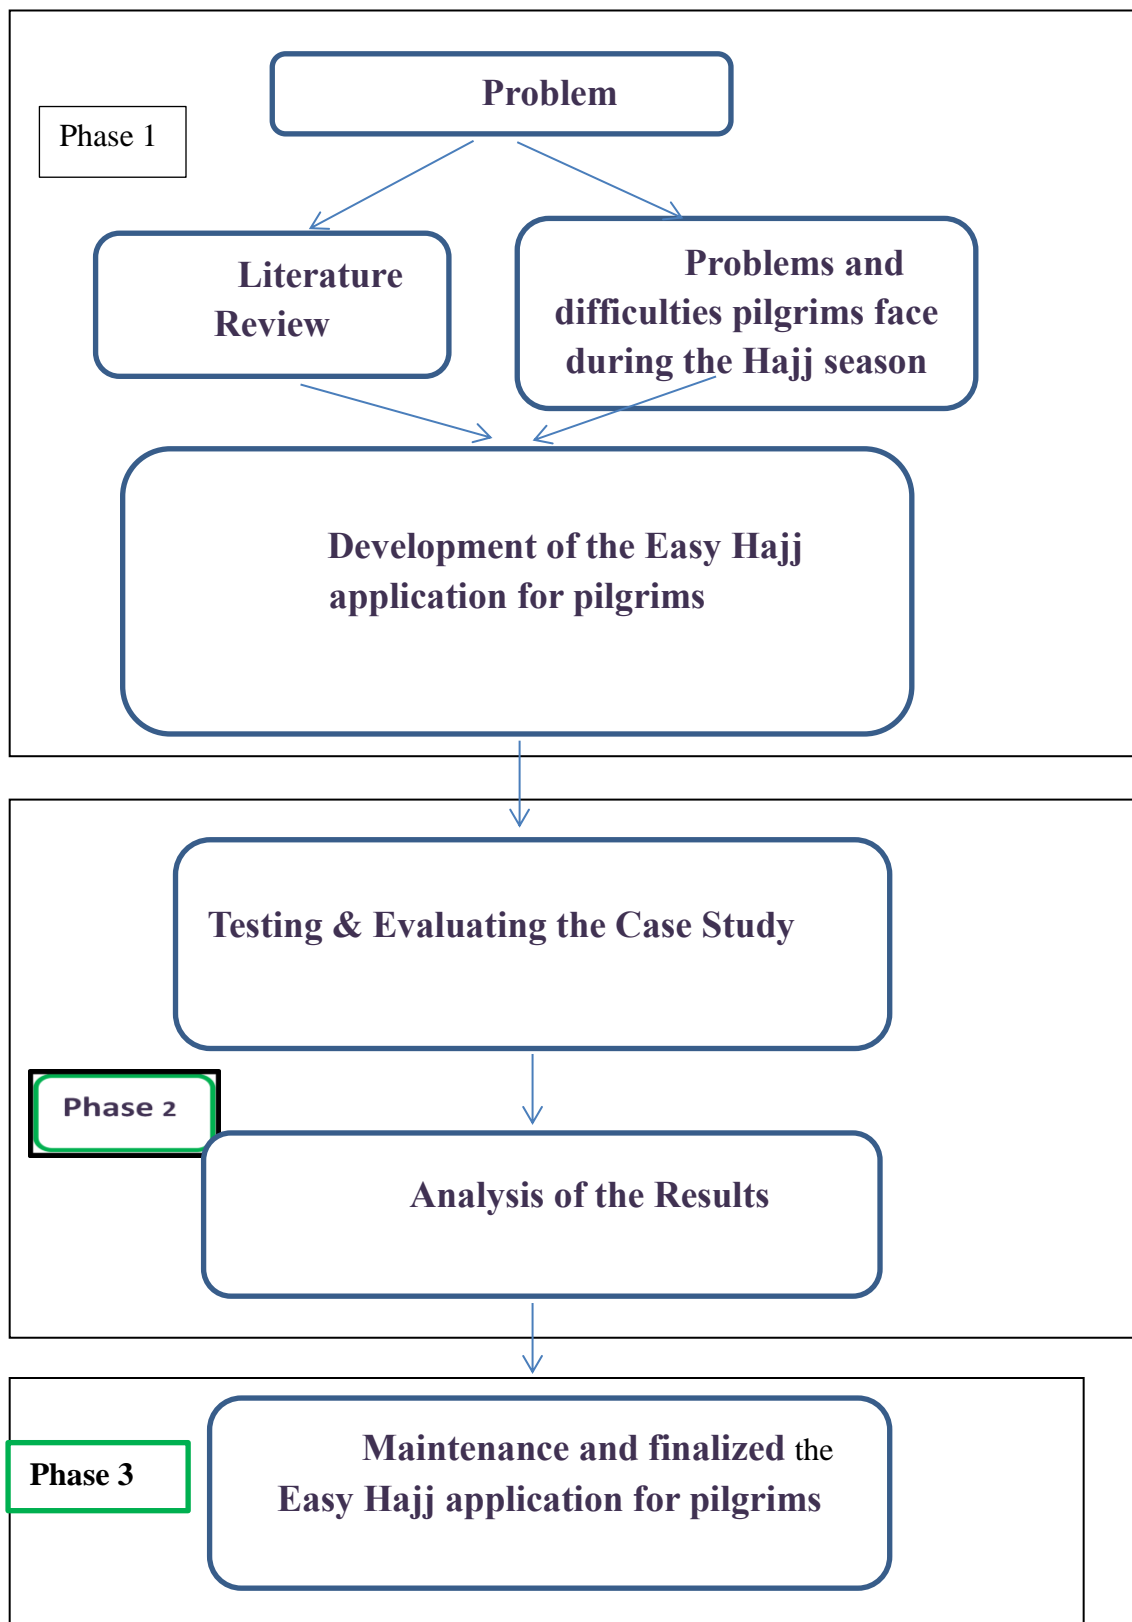 Problem
Phase 1
Literature
Review
Problems and
difficulties pilgrims face
during the Hajj season
Development of the Easy Hajj
application for pilgrims
Testing & Evaluating the Case Study
Phase 2
Analysis of the Results
Maintenance and finalized the
Phase 3
Easy Hajj application for pilgrims